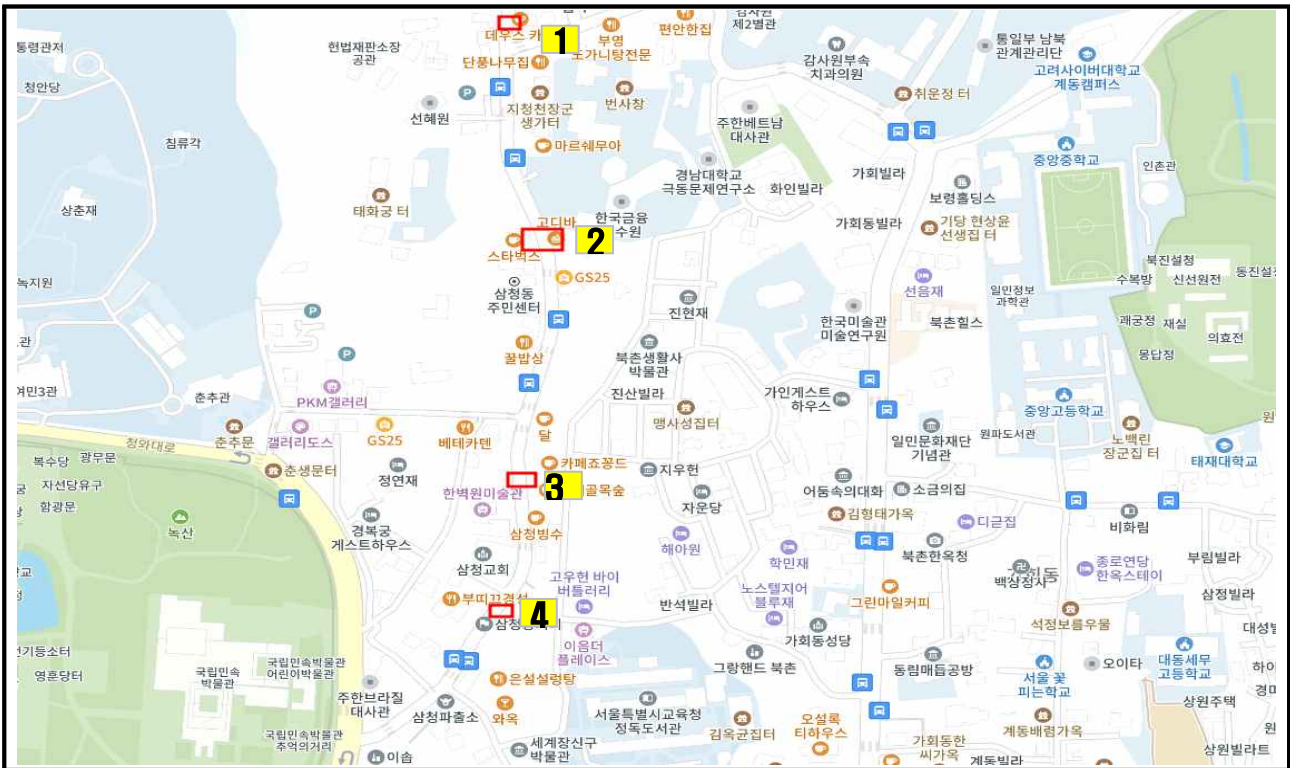 감사원
제2별관
편안한집
데우스 카
1
부영
도가니탕전문
헌법재판소장
공관
통령관저
청안당
단풍나무집
감사원부속
치과의원
통일부 남북
관계관리단
고려사이버대학교
계동캠퍼스
취운정 터
선혜원
지청천장군
생가터
번사창
주한베트남
대사관
침류각
마르쉐무아
중앙중학교
인촌관
경남대학교
극동문제연구소
화인빌라
가회빌라
보령홀딩스
상춘재
태화궁 터
고디바
한국금융
수원
2
스타벅스
가회동빌라
기당 현상윤
선생집 터
GS25
삼청동
주민센터
녹지원
진현재
선음재
일민정보
과학관
북진설청
수복방
신선원전
동진설
한국미술관
미술연구원
북촌힐스
괘궁정
재실
의효전
몽답정
꿀밥상
북촌생활사
박물관
여민3관
춘추관
PKM갤러리
진산빌라
가인게스트
하우스
중앙고등학교
맹사성집터
청와대로
춘추문
갤러리도스
GS25
베테카텐
달
일민문화재단
기념관
원파도서관
노백린
장군집 터
원
태재대학교
복수당
광무문
자선당유구
함광문
춘생문터
정연재
카페죠꽁드
지우헌
한벽원미술관
3
골목숲
자운당
어둠속의대화
소금의집
녹산
경복궁
게스트하우스
삼청빙수
김형태가옥
디귿집
비화림
해아원
북촌한옥청
삼청교회
학민재
백상정사
종로연당
한옥스테이
부림빌라
고우헌 바이
버틀러리
노스텔지어
블루재
그린마일커피
삼정빌라
부띠끄경성
4
반석빌라
석정보름우물
삼청
가회동성당
대성빌
이음더
플레이스
그랑핸드 북촌
동림매듭공방
오이타
대동세무
고등학교
서울 꽃
피는학교
국립민속
박물관
국립민속박물관
어린이박물관
영훈당터
은설설렁탕
주한브라질
대사관
삼청파출소
와옥
서울특별시교육청
정독도서관
상원주택
김옥균집터
오설록
티하우스
계동배렴가옥
국립민속박물관
추억의거리
이솝
세계장신구
박물관
가회동한
씨가옥
계동빌라
상원빌라트